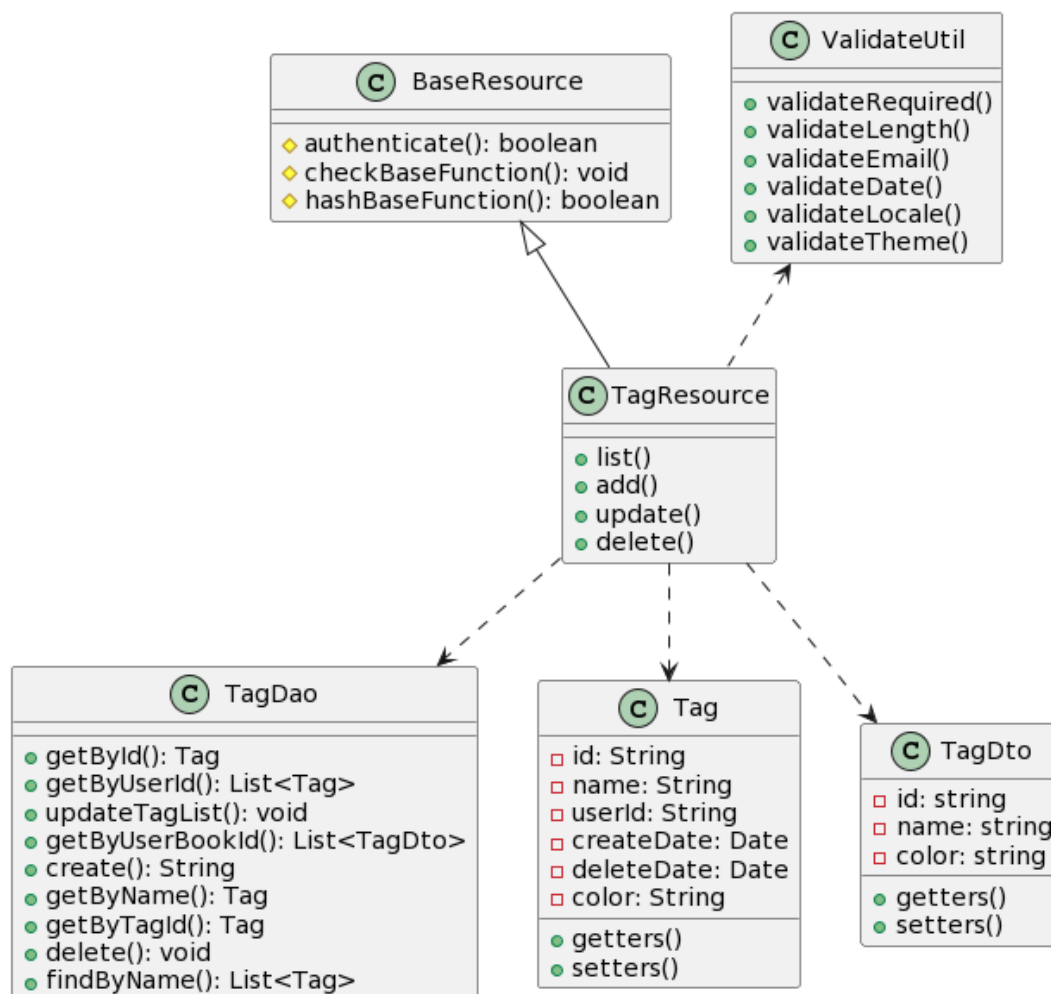 C BaseResource
authenticate(): boolean
checkBaseFunction(): void
hashBaseFunction(): boolean
C ValidateUtil
validateRequired()
validateLength()
validateEmail()
validateDate()
validateLocale()
validateTheme()
C TagResource
list()
add()
update()
delete()
C TagDao
getById(): Tag
getByUserId(): List<Tag>
updateTagList(): void
getByUserBookId(): List<TagDto>
create(): String
getByName(): Tag
getByTagId(): Tag
delete(): void
findByName(): List<Tag>
C Tag
id: String
name: String
userId: String
createDate: Date
deleteDate: Date
color: String
getters()
setters()
C TagDto
id: string
name: string
color: string
getters()
setters()